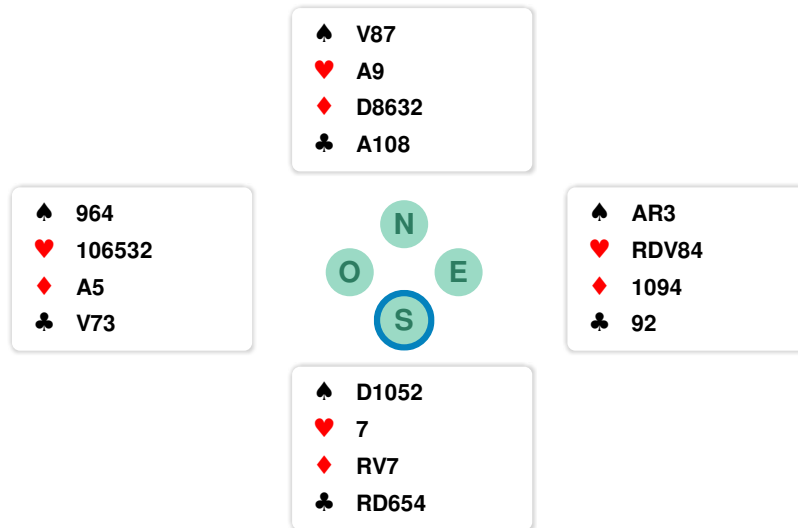 ♠ V87
♥ A9
♦ D8632
♣ A108
♠ 964
♥ 106532
♦ A5
♣ V73
N
O E
S
♠ AR3
♥ RDV84
♦ 1094
♣ 92
♠ D1052
♥ 7
♦ RV7
♣ RD654